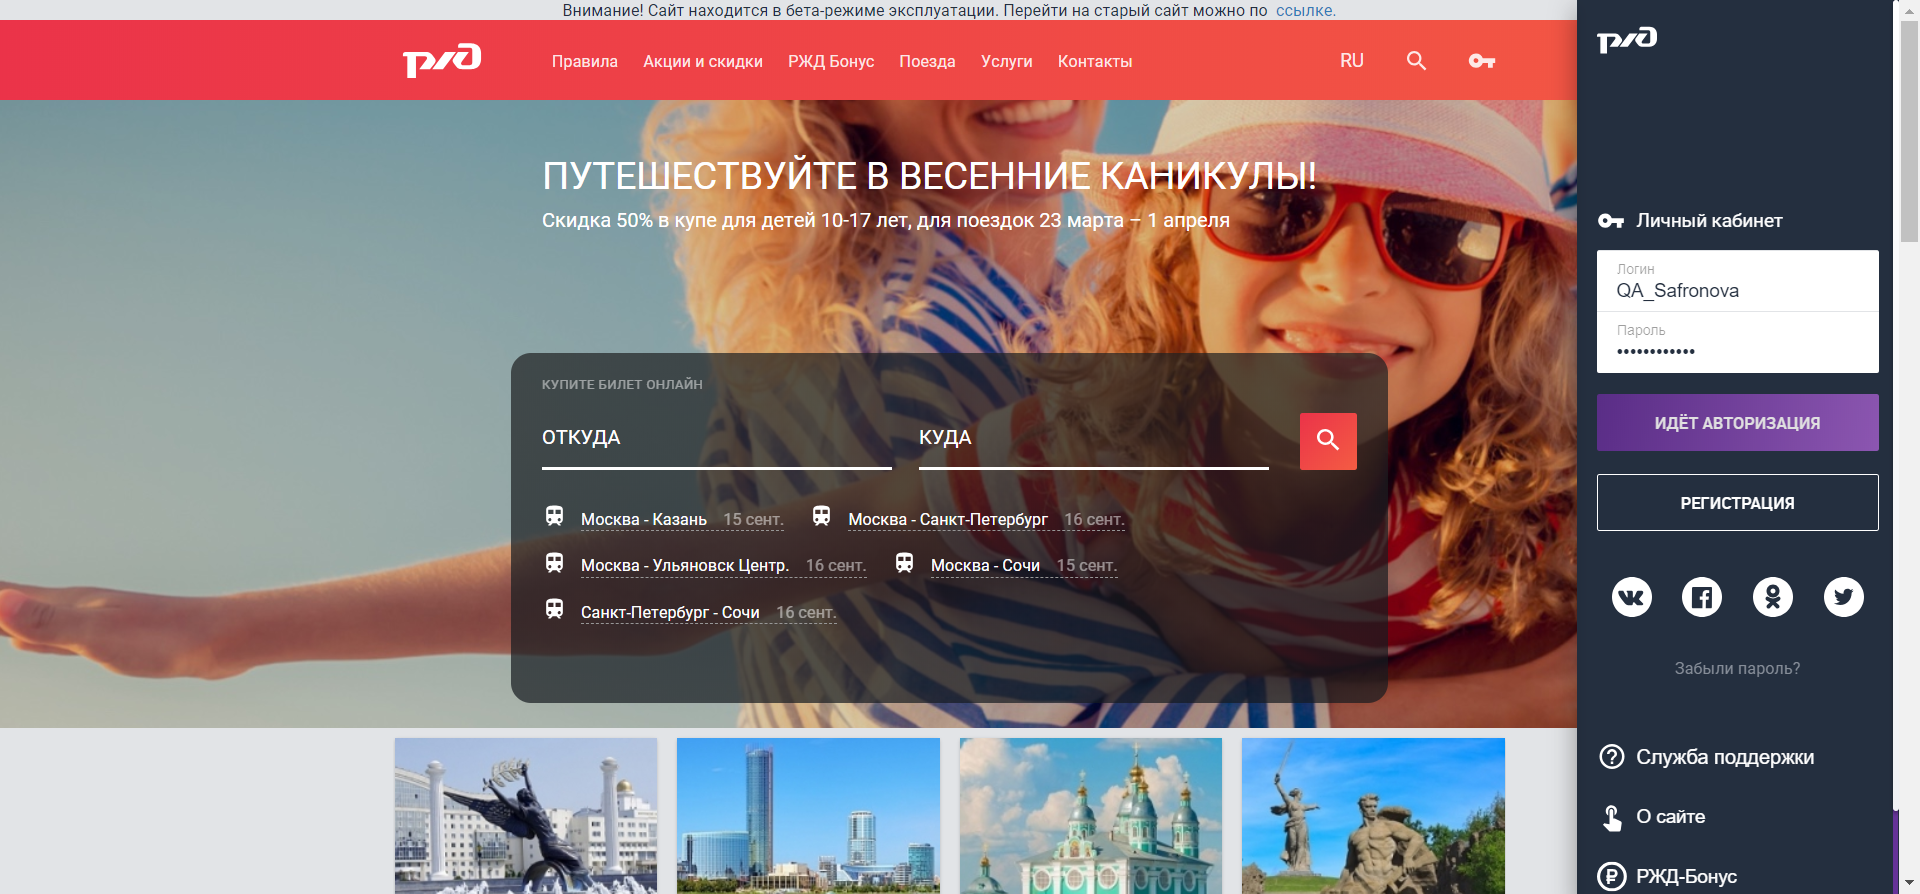 Внимание! Сайт находится в бета-режиме эксплуатации. Перейти на старый сайт можно по ссылке.
РЖД
Правила
Акции и скидки
РЖД Бонус
Поезда
Услуги
Контакты
RU
ПУТЕШЕСТВУЙТЕ В ВЕСЕННИЕ КАНИКУЛЫ!
Скидка 50% в купе для детей 10-17 лет, для поездок 23 марта – 1 апреля
КУПИТЕ БИЛЕТ ОНЛАЙН
ОТКУДА
КУДА
Москва - Казань 15 сент.
Москва - Санкт-Петербург 16 сент.
Москва - Ульяновск Центр. 16 сент.
Москва - Сочи 15 сент.
Санкт-Петербург - Сочи 16 сент.
РЖД
Личный кабинет
Логин
QA_Safronova
Пароль
••••••••••••
ИДЁТ АВТОРИЗАЦИЯ
РЕГИСТРАЦИЯ
Забыли пароль?
Служба поддержки
О сайте
РЖД-Бонус